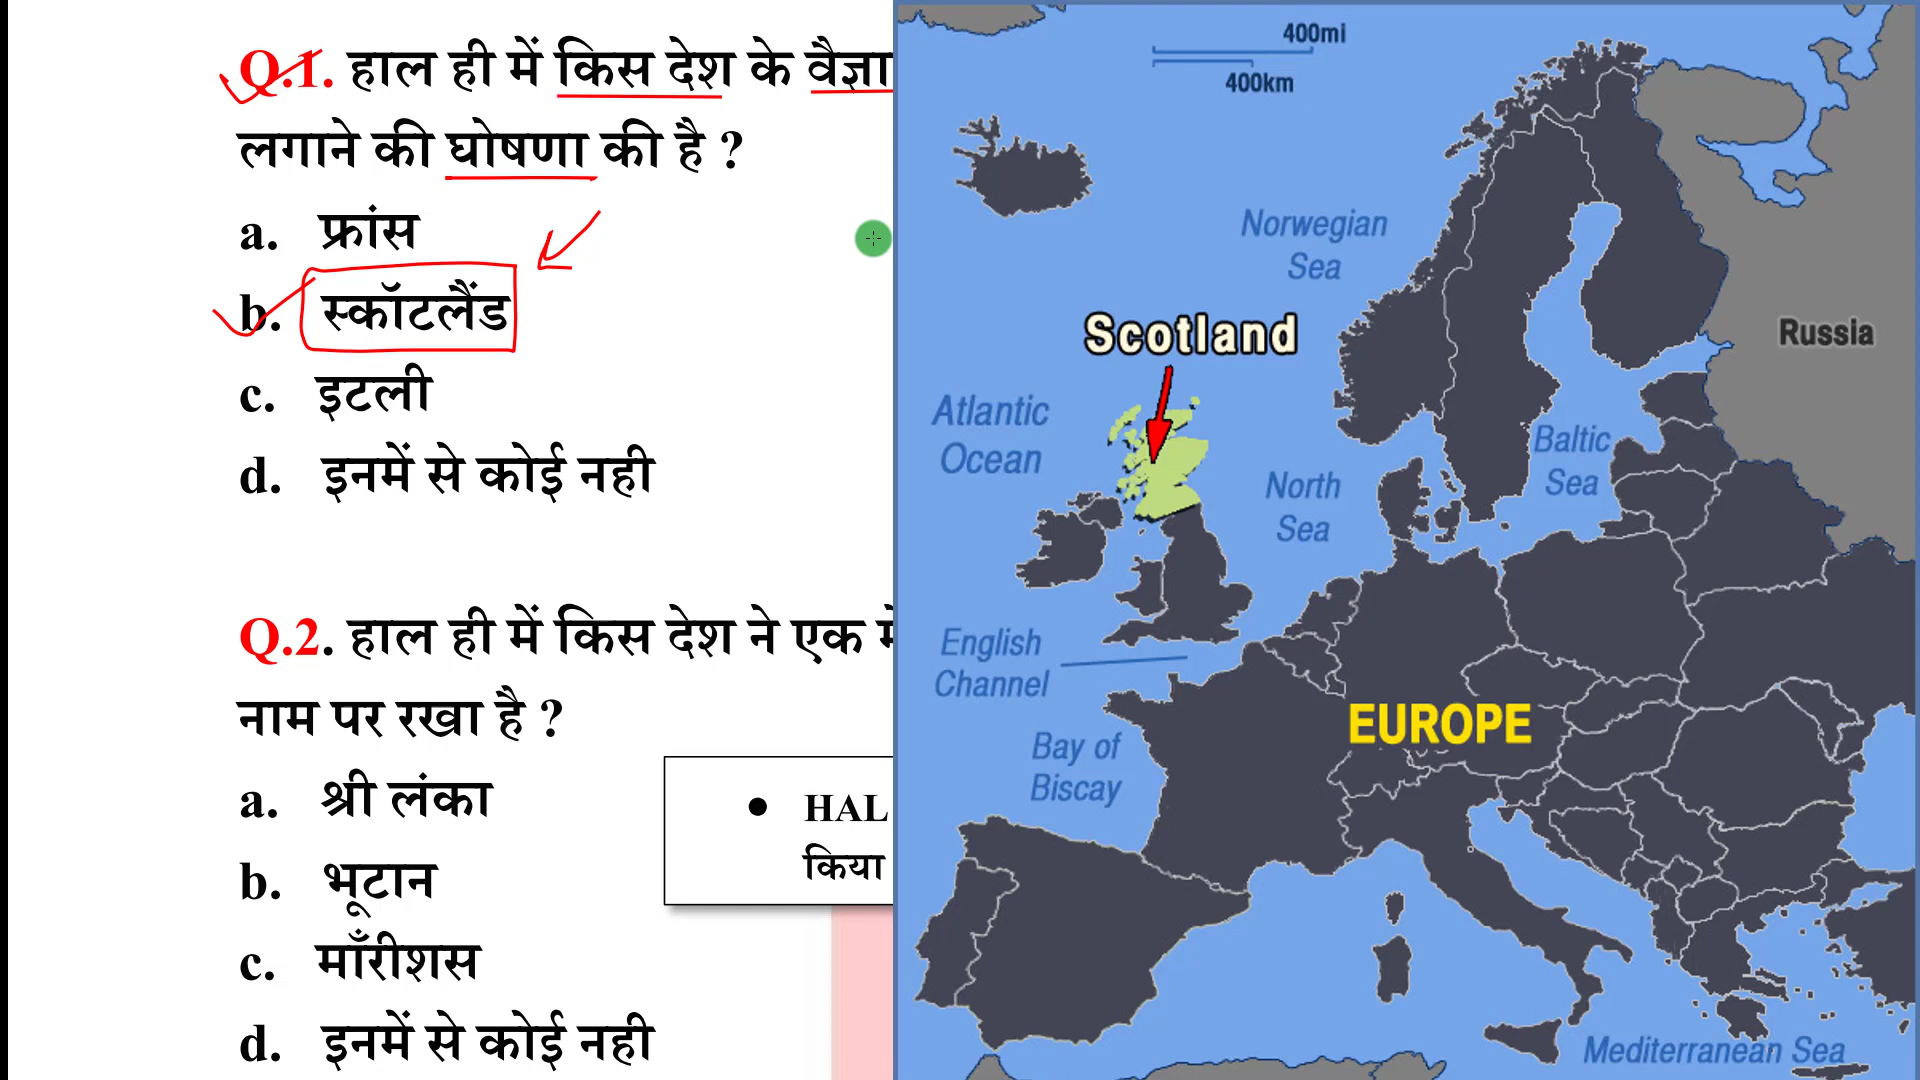 Q.1. हाल ही में किस देश के वैज्ञा
लगाने की घोषणा की है ?
a. फ्रांस
b. स्कॉटलैंड
c. इटली
d. इनमें से कोई नही
Q.2. हाल ही में किस देश ने एक मे
नाम पर रखा है ?
a. श्री लंका
b. भूटान
c. मॉँरीशस
d. इनमें से कोई नही
HAL
किया
400mi
400km
Norwegian
Sea
Scotland
Russia
Atlantic
Ocean
Baltic
Sea
North
Sea
English
Channel
EUROPE
Bay of
Biscay
Mediterranean Sea